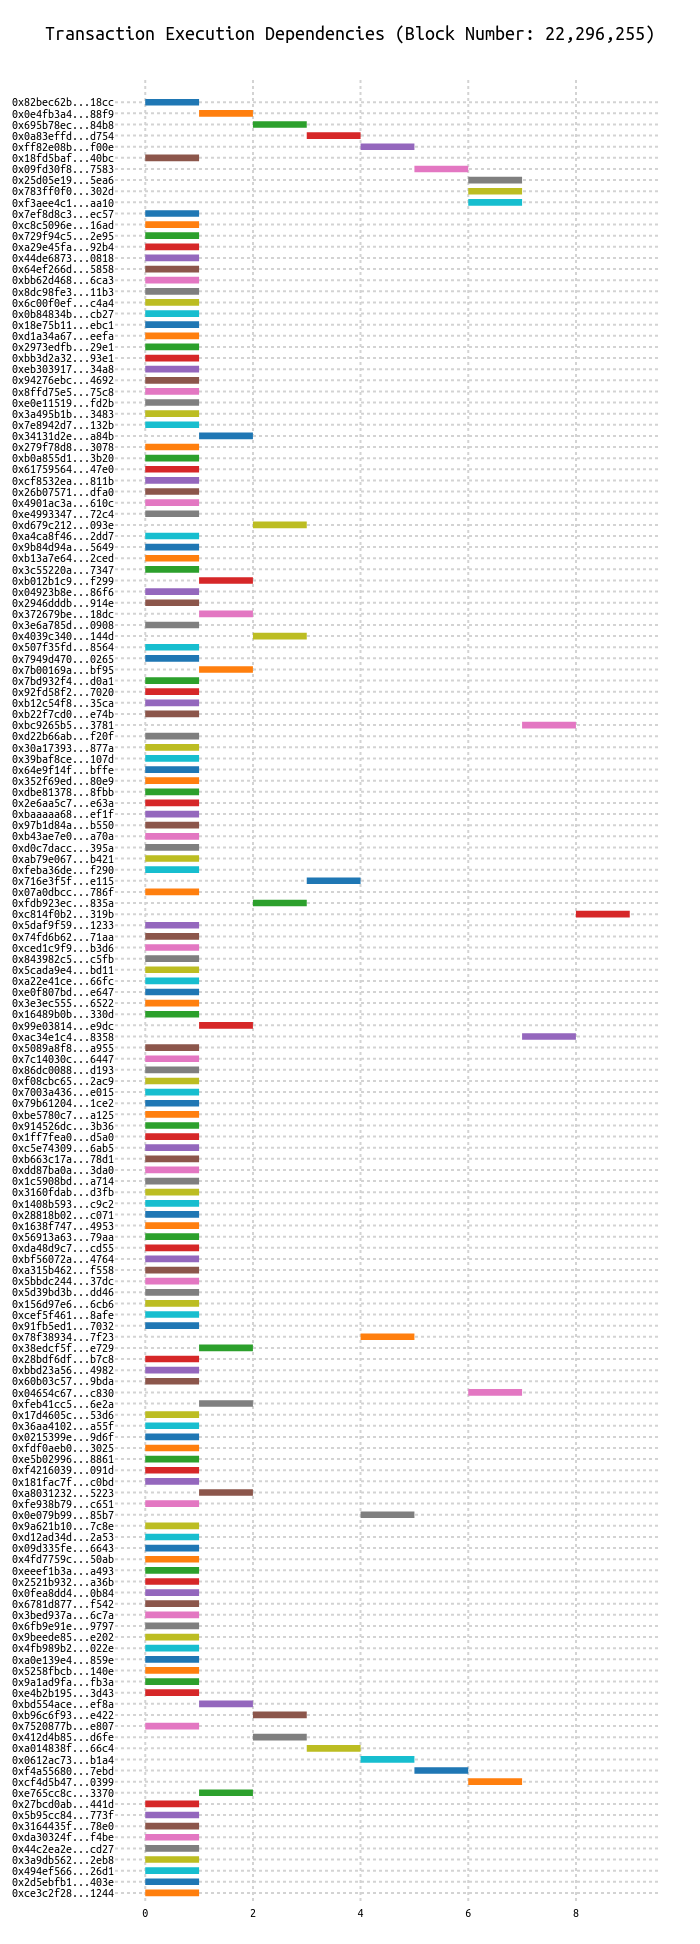 Transaction Execution Dependencies (Block Number: 22,296,255)
0x82bec62b...18cc
0x0e4fb3a4...88f9
0x695b78ec...84b8
0x0a83effd...d754
0xff82e08b...f00e
0x18fd5baf...40bc
0x09fd30f8...7583
0x25d05e19...5ea6
0x783ff0f0...302d
0xf3aee4c1...aa10
0x7ef8d8c3...ec57
0xc8c5096e...16ad
0x729f94c5...2e95
0xa29e45fa...92b4
0x44de6873...0818
0x64ef266d...5858
0xbb62d468...6ca3
0x8dc98fe3...11b3
0x6c00f0ef...c4a4
0x0b84834b...cb27
0x18e75b11...ebc1
0xd1a34a67...eefa
0x2973edfb...29e1
0xbb3d2a32...93e1
0xeb303917...34a8
0x94276ebc...4692
0x8ffd75e5...75c8
0xe0e11519...fd2b
0x3a495b1b...3483
0x7e8942d7...132b
0x34131d2e...a84b
0x279f78d8...3078
0xb0a855d1...3b20
0x61759564...47e0
0xcf8532ea...811b
0x26b07571...dfa0
0x4901ac3a...610c
0xe4993347...72c4
0xd679c212...093e
0xa4ca8f46...2dd7
0x9b84d94a...5649
0xb13a7e64...2ced
0x3c55220a...7347
0xb012b1c9...f299
0x04923b8e...86f6
0x2946dddb...914e
0x372679be...18dc
0x3e6a785d...0908
0x4039c340...144d
0x507f35fd...8564
0x7949d470...0265
0x7b00169a...bf95
0x7bd932f4...d0a1
0x92fd58f2...7020
0xb12c54f8...35ca
0xb22f7cd0...e74b
0xbc9265b5...3781
0xd22b66ab...f20f
0x30a17393...877a
0x39baf8ce...107d
0x64e9f14f...bffe
0x352f69ed...80e9
0xdbe81378...8fbb
0x2e6aa5c7...e63a
0xbaaaaa68...ef1f
0x97b1d84a...b550
0xb43ae7e0...a70a
0xd0c7dacc...395a
0xab79e067...b421
0xfeba36de...f290
0x716e3f5f...e115
0x07a0dbcc...786f
0xfdb923ec...835a
0xc814f0b2...319b
0x5daf9f59...1233
0x74fd6b62...71aa
0xced1c9f9...b3d6
0x843982c5...c5fb
0x5cada9e4...bd11
0xa22e41ce...66fc
0xe0f807bd...e647
0x3e3ec555...6522
0x16489b0b...330d
0x99e03814...e9dc
0xac34e1c4...8358
0x5089a8f8...a955
0x7c14030c...6447
0x86dc0088...d193
0xf08cbc65...2ac9
0x7003a436...e015
0x79b61204...1ce2
0xbe5780c7...a125
0x914526dc...3b36
0x1ff7fea0...d5a0
0xc5e74309...6ab5
0xb663c17a...78d1
0xdd87ba0a...3da0
0x1c5908bd...a714
0x3160fdab...d3fb
0x1408b593...c9c2
0x28818b02...c071
0x1638f747...4953
0x56913a63...79aa
0xda48d9c7...cd55
0xbf56072a...4764
0xa315b462...f558
0x5bbdc244...37dc
0x5d39bd3b...dd46
0x156d97e6...6cb6
0xcef5f461...8afe
0x91fb5ed1...7032
0x78f38934...7f23
0x38edcf5f...e729
0x28bdf6df...b7c8
0xbbd23a56...4982
0x60b03c57...9bda
0x04654c67...c830
0xfeb41cc5...6e2a
0x17d4605c...53d6
0x36aa4102...a55f
0x0215399e...9d6f
0xfdf0aeb0...3025
0xe5b02996...8861
0xf4216039...091d
0x181fac7f...c0bd
0xa8031232...5223
0xfe938b79...c651
0x0e079b99...85b7
0x9a621b10...7c8e
0xd12ad34d...2a53
0x09d335fe...6643
0x4fd7759c...50ab
0xeeef1b3a...a493
0x2521b932...a36b
0x0fea8dd4...0b84
0x6781d877...f542
0x3bed937a...6c7a
0x6fb9e91e...9797
0x9beede85...e202
0x4fb989b2...022e
0xa0e139e4...859e
0x5258fbcb...140e
0x9a1ad9fa...fb3a
0xe4b2b195...3d43
0xbd554ace...ef8a
0xb96c6f93...e422
0x7520877b...e807
0x412d4b85...d6fe
0xa014838f...66c4
0x0612ac73...b1a4
0xf4a55680...7ebd
0xcf4d5b47...0399
0xe765cc8c...3370
0x27bcd0ab...441d
0x5b95cc84...773f
0x3164435f...78e0
0xda30324f...f4be
0x44c2ea2e...cd27
0x3a9db562...2eb8
0x494ef566...26d1
0x2d5ebfb1...403e
0xce3c2f28...1244
0 2 4 6 8